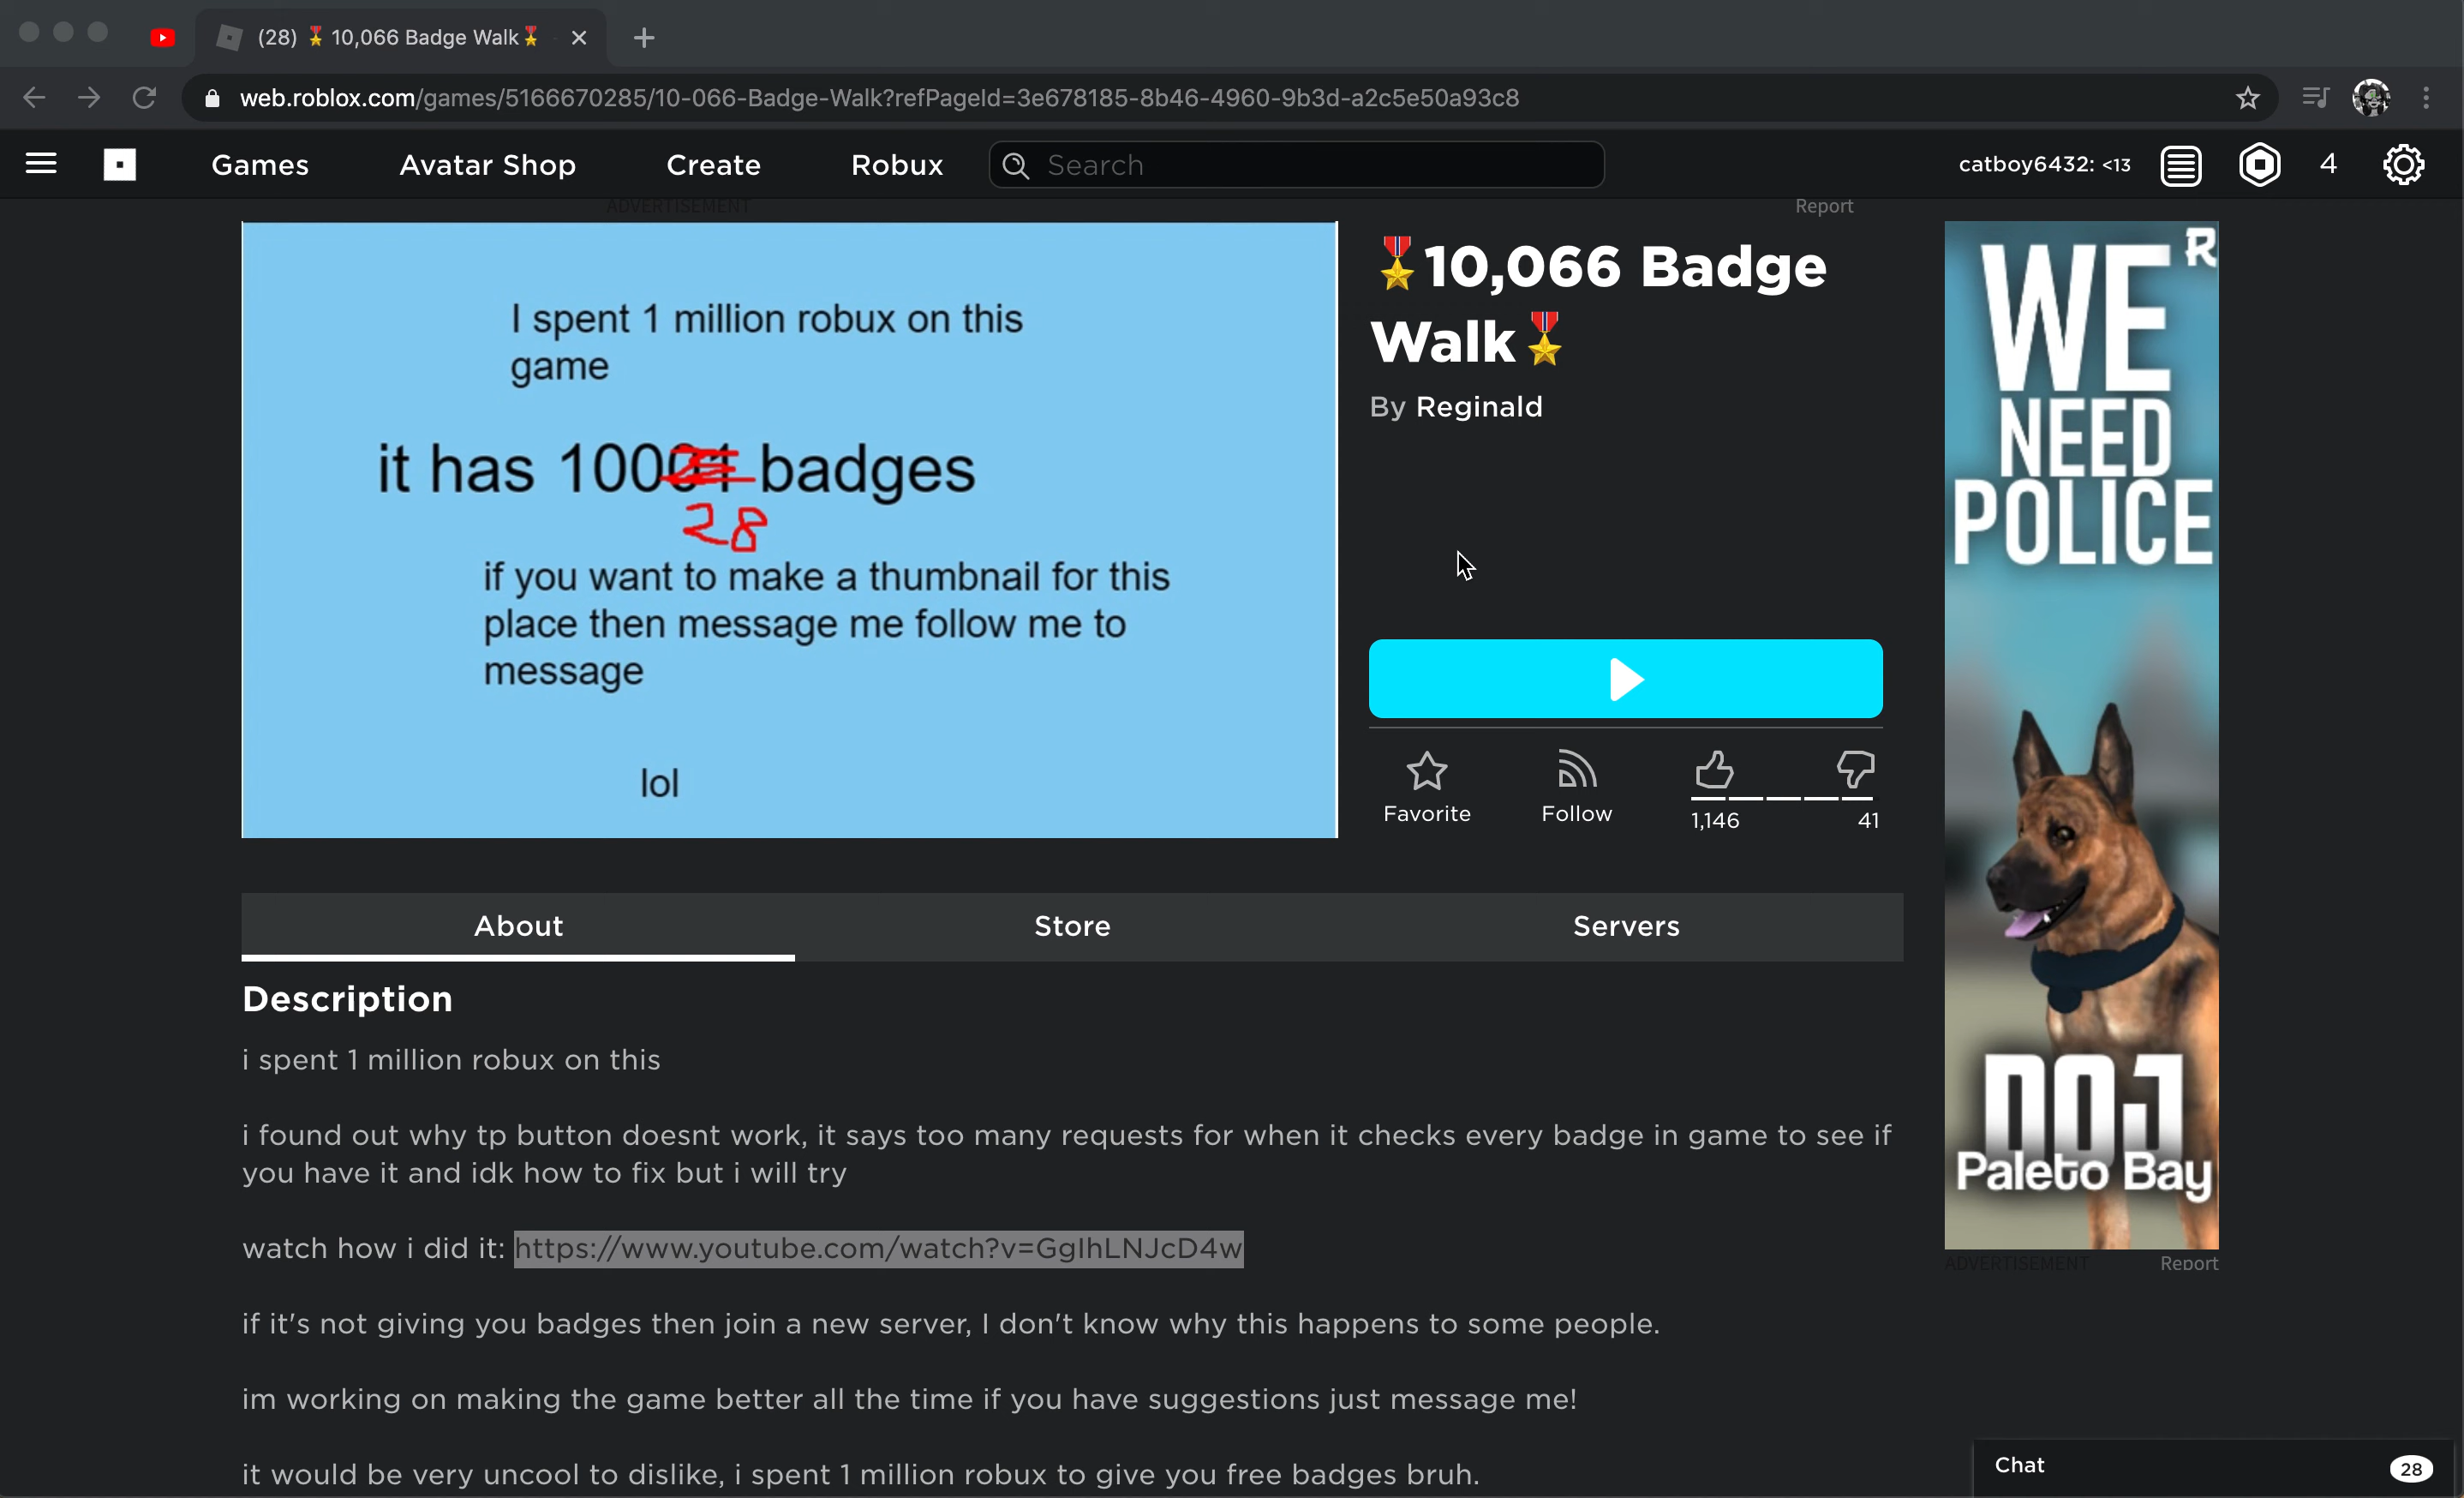 (28) 🎖️10,066 Badge Walk🎖️ -
web.roblox.com/games/5166670285/10-066-Badge-Walk?refPageId=3e678185-8b46-4960-9b3d-a2c5e50a93c8
Games Avatar Shop Create Robux Search catboy6432: <13 4
ADVERTISEMENT Report
I spent 1 million robux on this
game
it has 10001 badges
28
if you want to make a thumbnail for this
place then message me follow me to
message
lol
🎖️10,066 Badge
Walk🎖️
By Reginald
Favorite Follow 1,146 41
WE R
NEED
POLICE
DOJ
Paleto Bay
ADVERTISEMENT Report
About Store Servers
Description
i spent 1 million robux on this
i found out why tp button doesnt work, it says too many requests for when it checks every badge in game to see if
you have it and idk how to fix but i will try
watch how i did it: https://www.youtube.com/watch?v=GgIhLNJcD4w
if it's not giving you badges then join a new server, I don't know why this happens to some people.
im working on making the game better all the time if you have suggestions just message me!
it would be very uncool to dislike, i spent 1 million robux to give you free badges bruh.
Chat 28